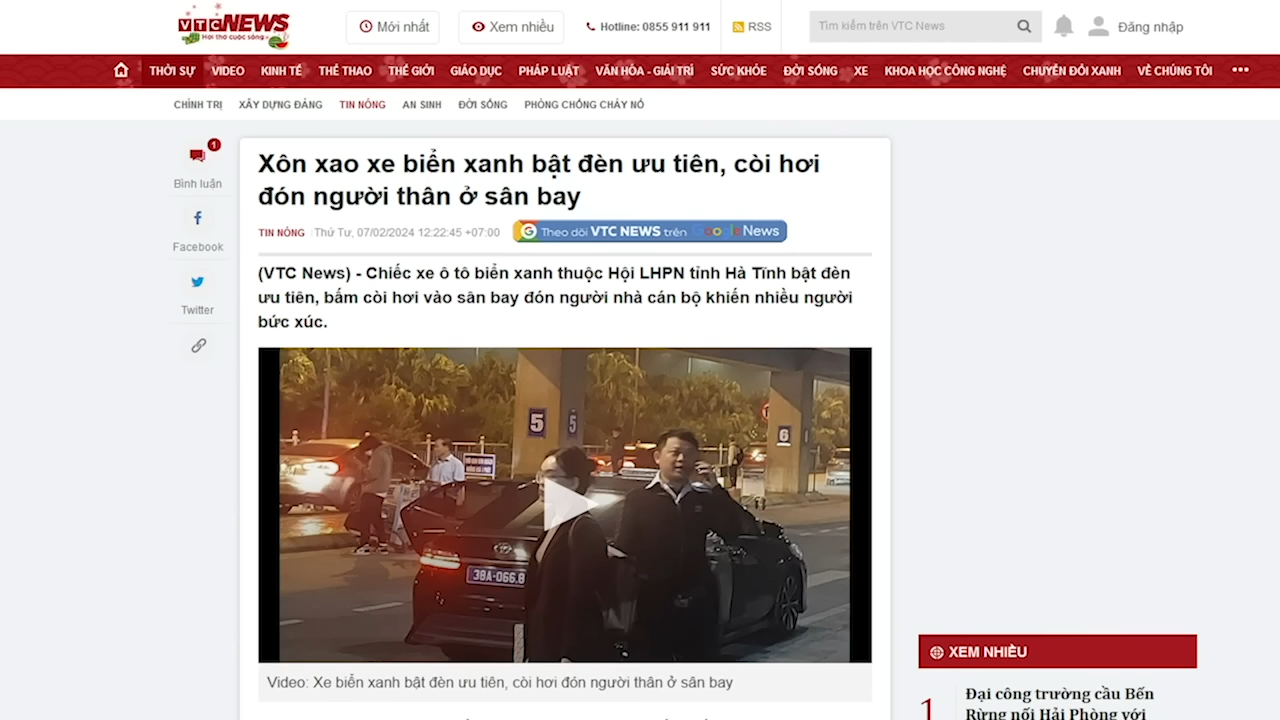 VTC NEWS
Hơi thở cuộc sống
Mới nhất
Xem nhiều
Hotline: 0855 911 911
RSS
Tìm kiếm trên VTC News
Đăng nhập
THỜI SỰ VIDEO KINH TẾ THỂ THAO THẾ GIỚI GIÁO DỤC PHÁP LUẬT VĂN HÓA - GIẢI TRÍ SỨC KHỎE ĐỜI SỐNG XE KHOA HỌC CÔNG NGHỆ CHUYỂN ĐỔI XANH VỀ CHÚNG TÔI
CHÍNH TRỊ XÂY DỰNG ĐẢNG TIN NÓNG AN SINH ĐỜI SỐNG PHÒNG CHỐNG CHÁY NỔ
1
Bình luận
Facebook
Twitter
Xôn xao xe biển xanh bật đèn ưu tiên, còi hơi
đón người thân ở sân bay
TIN NÓNG Thứ Tư, 07/02/2024 12:22:45 +07:00
Theo dõi VTC NEWS trên Google News
(VTC News) - Chiếc xe ô tô biển xanh thuộc Hội LHPN tỉnh Hà Tĩnh bật đèn
ưu tiên, bấm còi hơi vào sân bay đón người nhà cán bộ khiến nhiều người
bức xúc.
5
5
6
38A-066.8
Video: Xe biển xanh bật đèn ưu tiên, còi hơi đón người thân ở sân bay
XEM NHIỀU
1
Đại công trường cầu Bến
Rừng nối Hải Phòng với